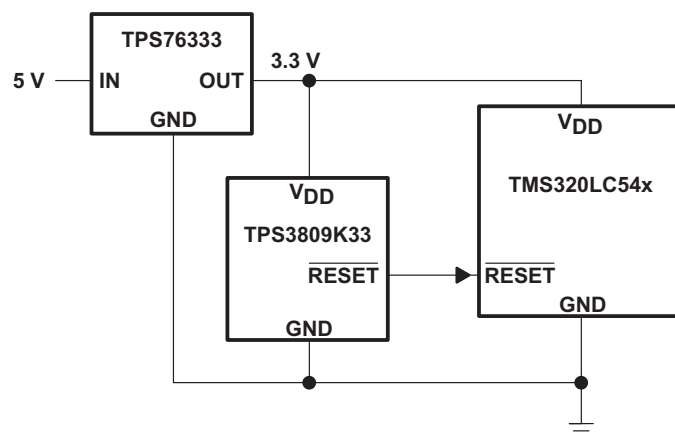 TPS76333
3.3 V
5 V
IN
OUT
GND
VDD
TMS320LC54x
VDD
TPS3809K33
RESET
RESET
GND
GND